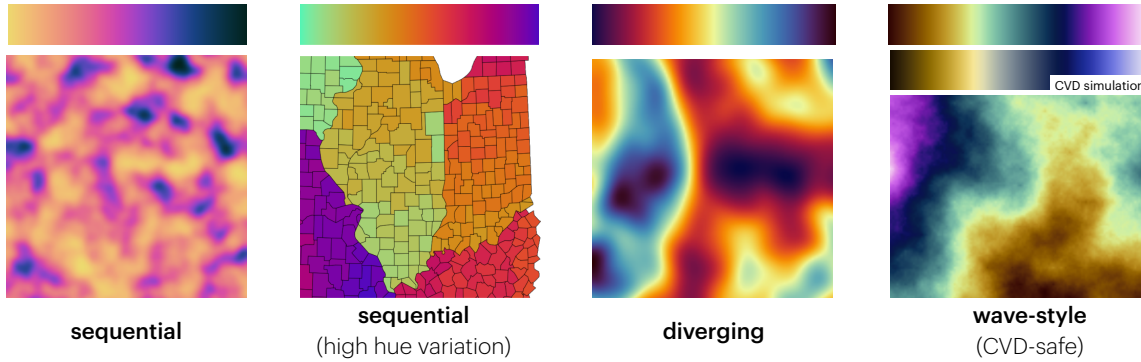 CVD simulation
sequential
sequential
(high hue variation)
diverging
wave-style
(CVD-safe)